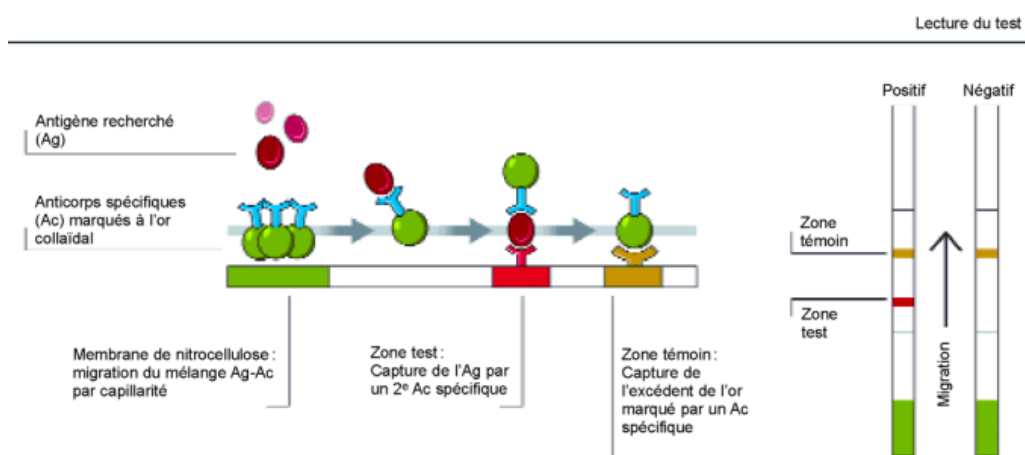 Lecture du test
Positif
Négatif
Antigène recherché
(Ag)
Anticorps spécifiques
(Ac) marqués à l'or
collaïdal
Membrane de nitrocellulose :
migration du mélange Ag-Ac
par capillarité
Zone test :
Capture de l'Ag par
un 2e Ac spécifique
Zone témoin :
Capture de
l'excédent de l'or
marqué par un Ac
spécifique
Zone
témoin
Zone
test
Migration